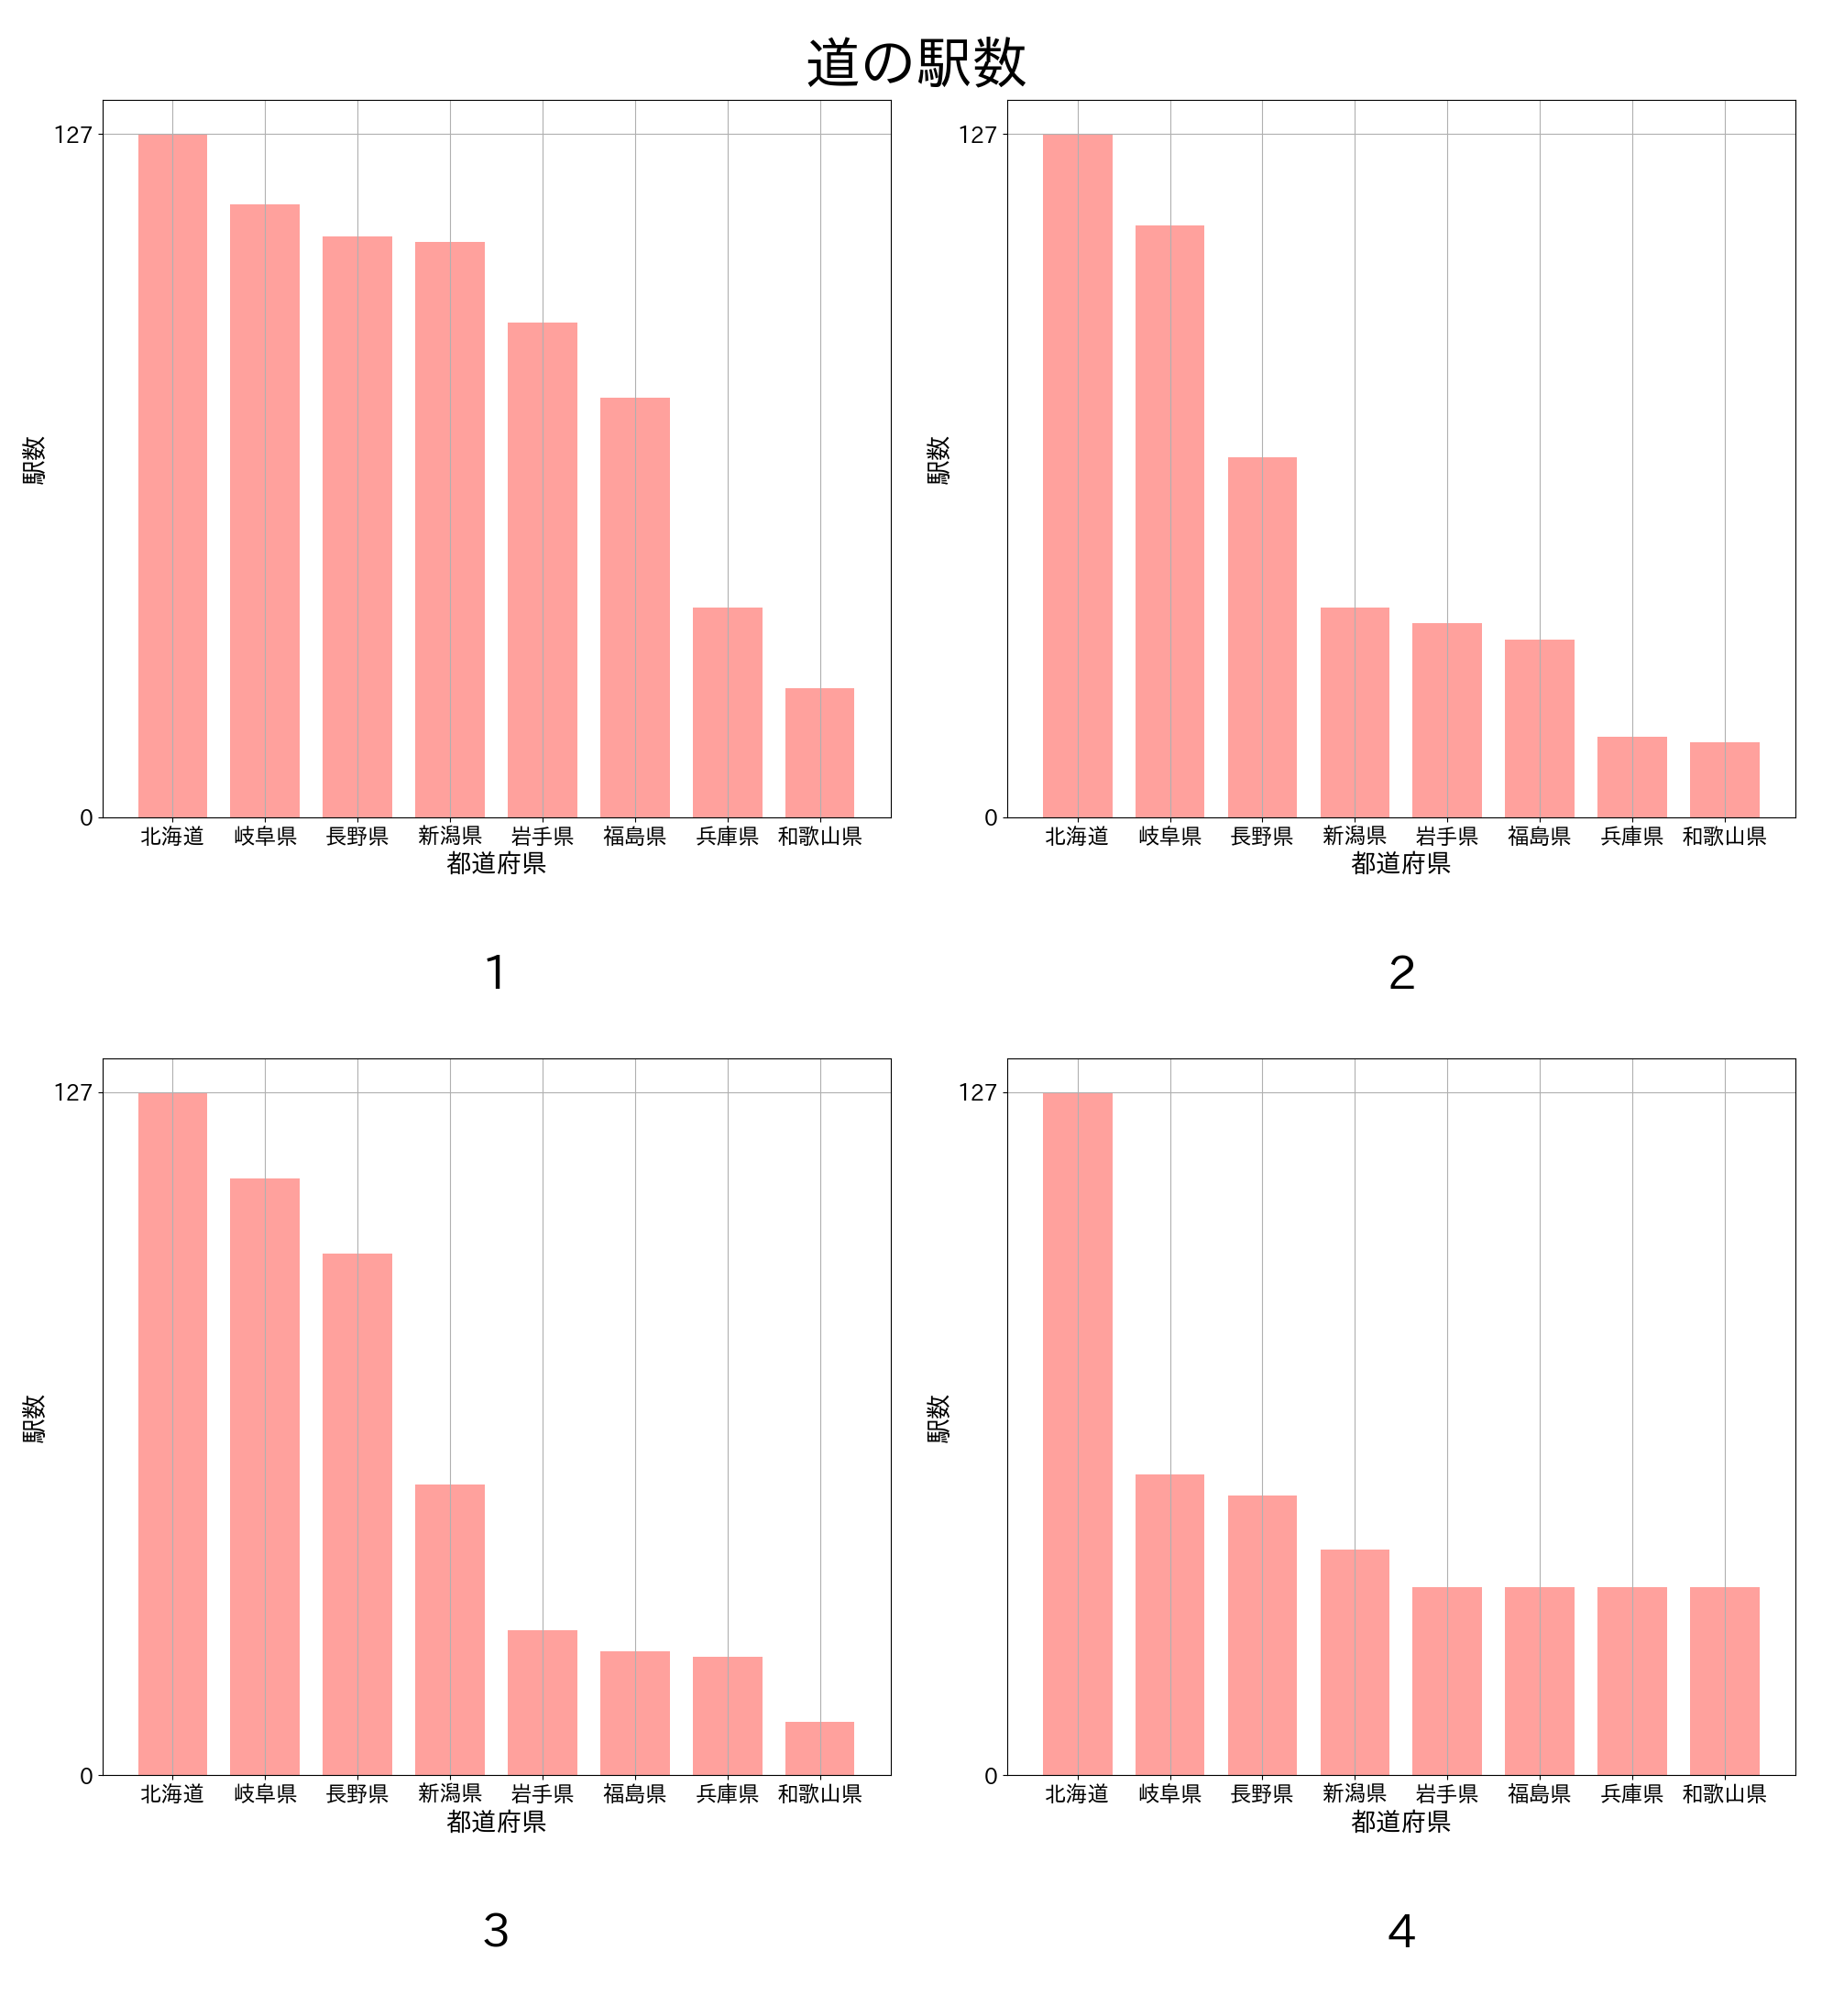 道の駅数
127
0
駅数
北海道 岐阜県 長野県 新潟県 岩手県 福島県 兵庫県 和歌山県
都道府県
1
127
0
駅数
北海道 岐阜県 長野県 新潟県 岩手県 福島県 兵庫県 和歌山県
都道府県
2
127
0
駅数
北海道 岐阜県 長野県 新潟県 岩手県 福島県 兵庫県 和歌山県
都道府県
3
127
0
駅数
北海道 岐阜県 長野県 新潟県 岩手県 福島県 兵庫県 和歌山県
都道府県
4